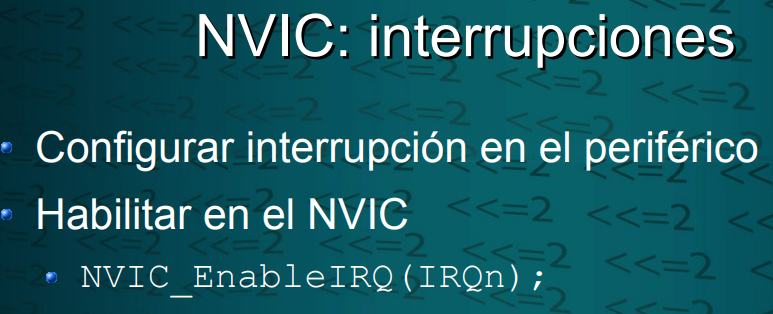 NVIC: interrupciones
Configurar interrupción en el periférico
Habilitar en el NVIC
NVIC_EnableIRQ(IRQn);